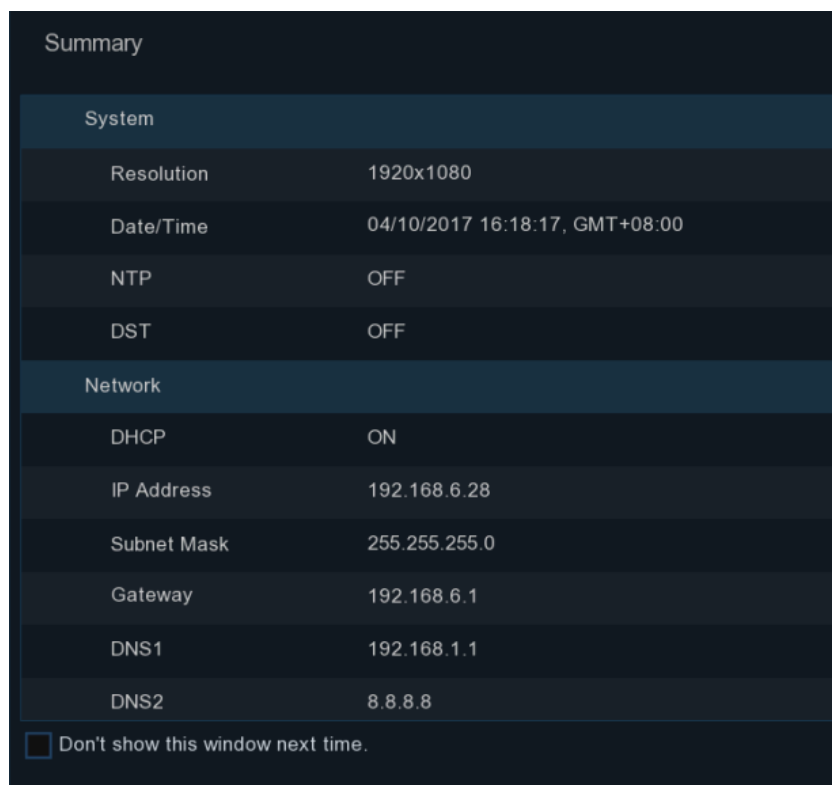 Summary
System
Resolution 1920x1080
Date/Time 04/10/2017 16:18:17, GMT+08:00
NTP OFF
DST OFF
Network
DHCP ON
IP Address 192.168.6.28
Subnet Mask 255.255.255.0
Gateway 192.168.6.1
DNS1 192.168.1.1
DNS2 8.8.8.8
Don't show this window next time.